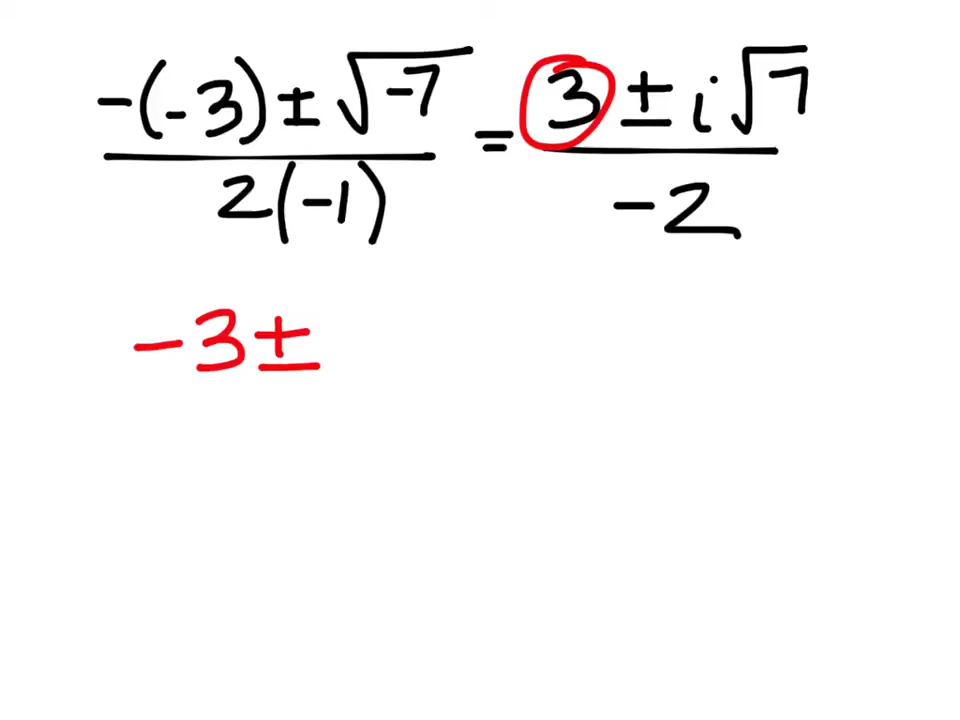 -(-3) ± √-7 = 3 ± i√7
2(-1) -2
-3 ±